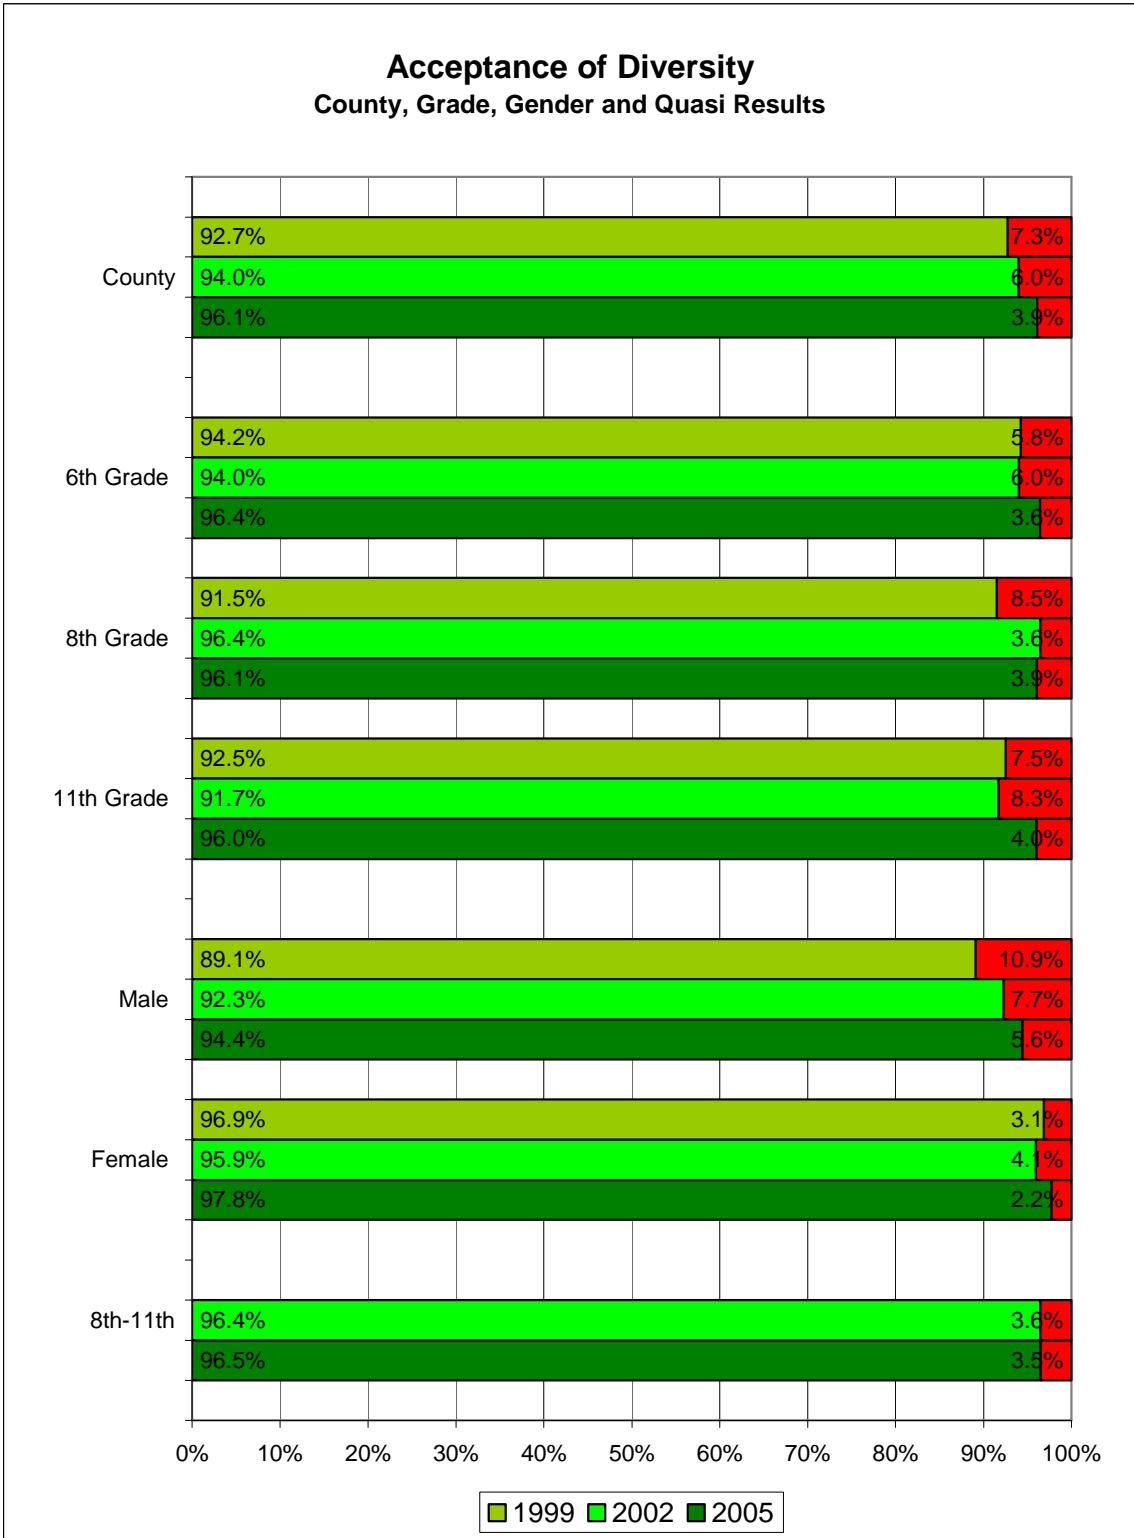 Acceptance of Diversity
County, Grade, Gender and Quasi Results
92.7% 7.3%
County 94.0% 6.0%
96.1% 3.9%
94.2% 5.8%
6th Grade 94.0% 6.0%
96.4% 3.6%
91.5% 8.5%
8th Grade 96.4% 3.6%
96.1% 3.9%
92.5% 7.5%
11th Grade 91.7% 8.3%
96.0% 4.0%
89.1% 10.9%
Male 92.3% 7.7%
94.4% 5.6%
96.9% 3.1%
Female 95.9% 4.1%
97.8% 2.2%
8th-11th 96.4% 3.6%
96.5% 3.5%
0% 10% 20% 30% 40% 50% 60% 70% 80% 90% 100%
1999 2002 2005